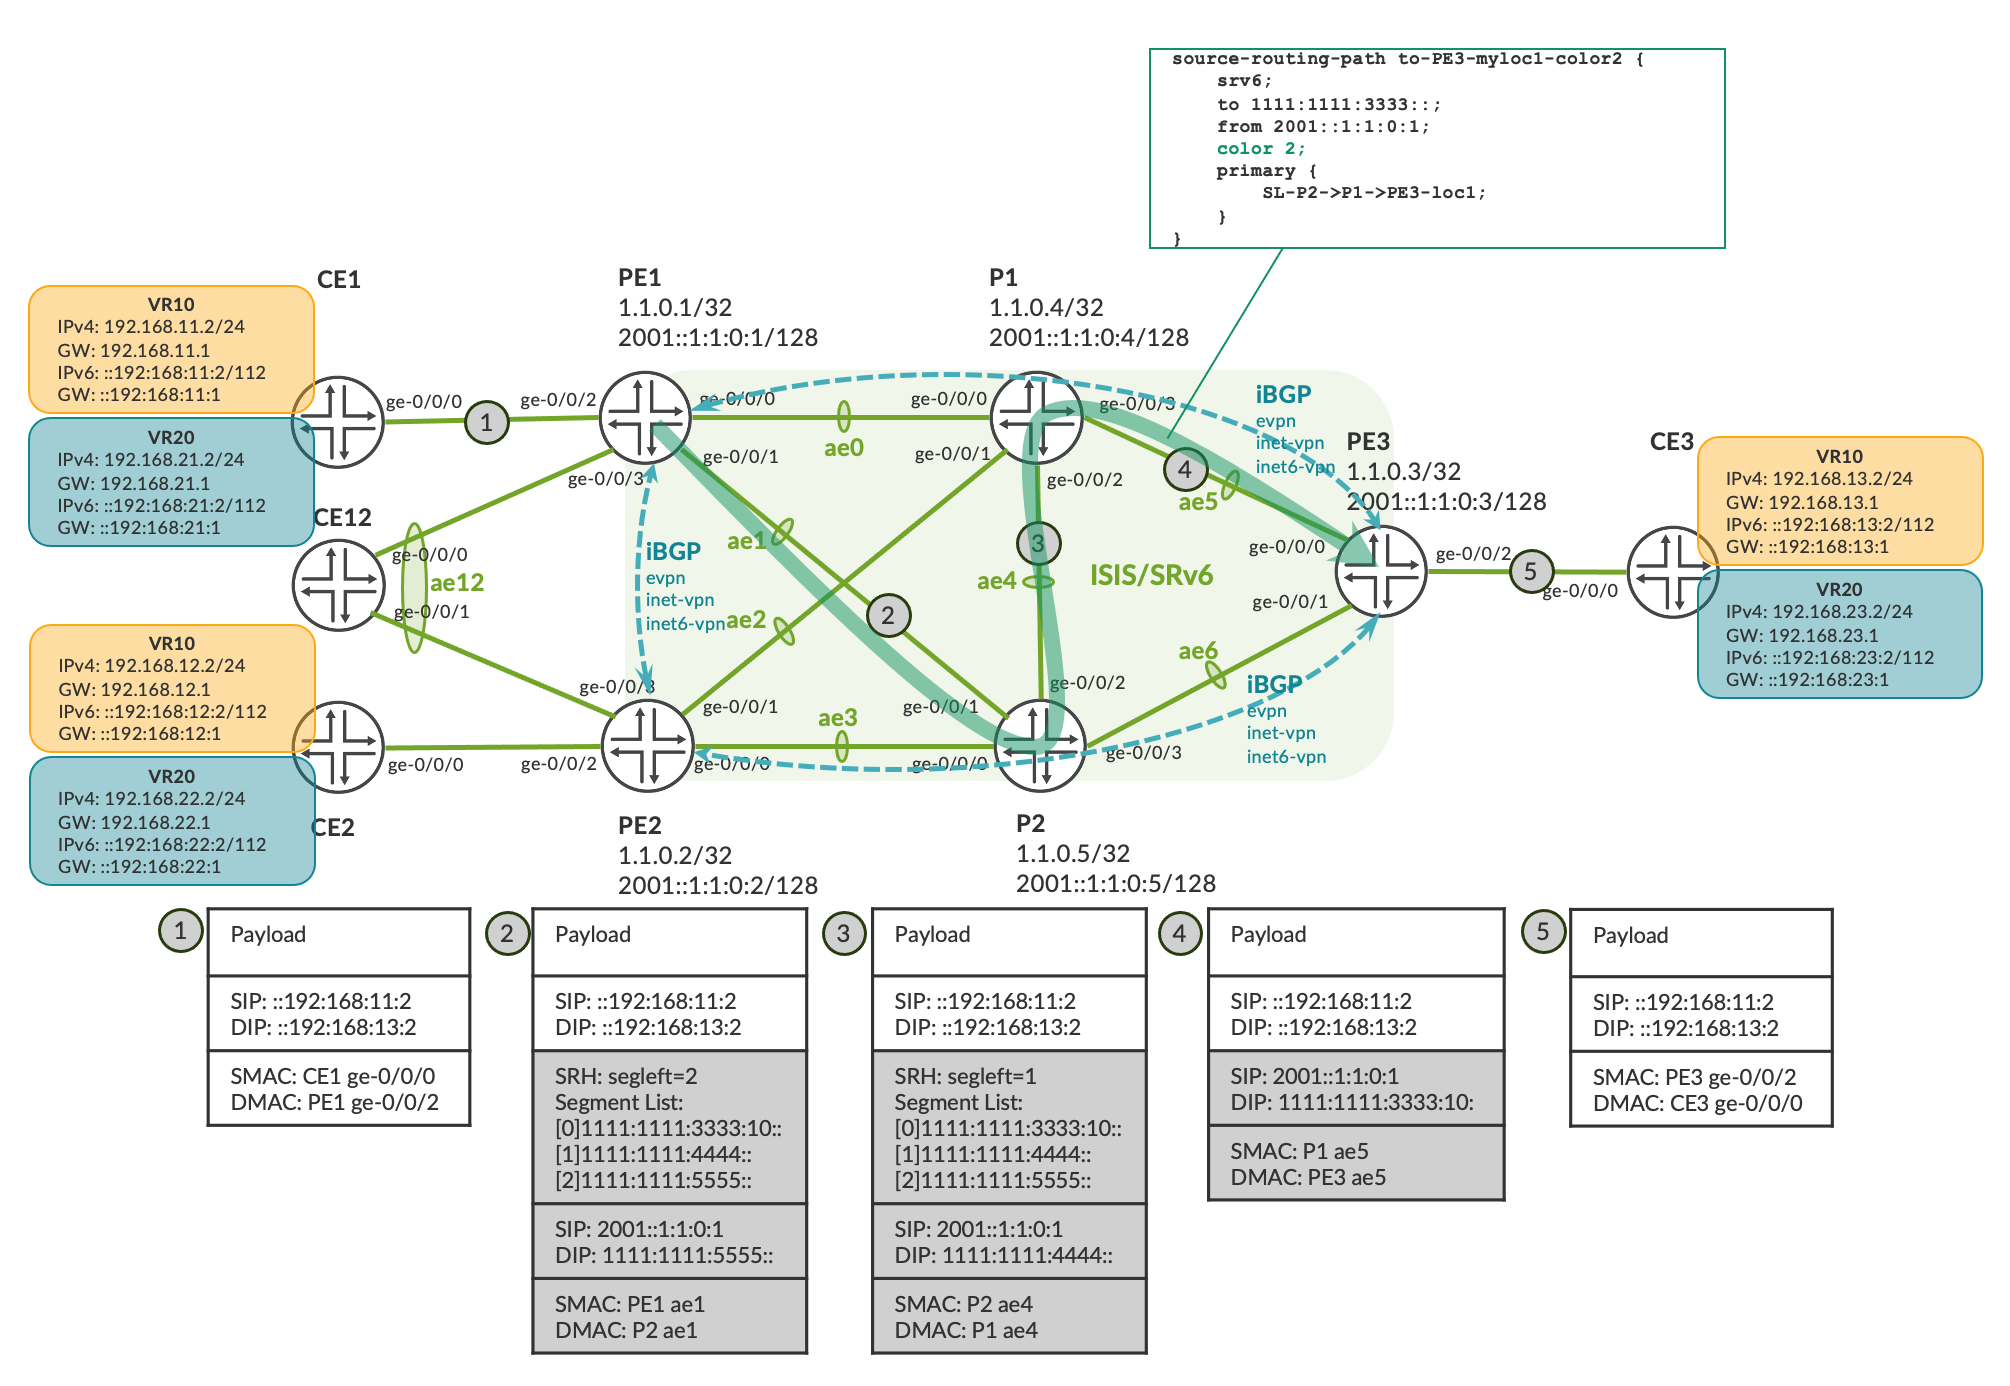 source-routing-path to-PE3-myloc1-color2 {
srv6;
to 1111:1111:3333::;
from 2001::1:1:0:1;
color 2;
primary {
SL-P2->P1->PE3-loc1;
}
}
CE1
VR10
IPv4: 192.168.11.2/24
GW: 192.168.11.1
IPv6: ::192:168:11:2/112
GW: ::192:168:11:1
VR20
IPv4: 192.168.21.2/24
GW: 192.168.21.1
IPv6: ::192:168:21:2/112
GW: ::192:168:21:1
ge-0/0/0
1
ge-0/0/2
PE1
1.1.0.1/32
2001::1:1:0:1/128
ge-0/0/0
ge-0/0/1
ge-0/0/3
ae0
P1
1.1.0.4/32
2001::1:1:0:4/128
ge-0/0/0
ge-0/0/1
ge-0/0/2
ge-0/0/3
iBGP
evpn
inet-vpn
inet6-vpn
4
ae5
PE3
1.1.0.3/32
2001::1:1:0:3/128
ge-0/0/0
ge-0/0/1
ge-0/0/2
5
ge-0/0/0
CE3
VR10
IPv4: 192.168.13.2/24
GW: 192.168.13.1
IPv6: ::192:168:13:2/112
GW: ::192:168:13:1
VR20
IPv4: 192.168.23.2/24
GW: 192.168.23.1
IPv6: ::192:168:23:2/112
GW: ::192:168:23:1
CE12
ge-0/0/0
ae12
ge-0/0/1
iBGP
evpn
inet-vpn
inet6-vpn
ae1
ae2
2
3
ae4
ISIS/SRv6
ae6
iBGP
evpn
inet-vpn
inet6-vpn
VR10
IPv4: 192.168.12.2/24
GW: 192.168.12.1
IPv6: ::192:168:12:2/112
GW: ::192:168:12:1
VR20
IPv4: 192.168.22.2/24
GW: 192.168.22.1
IPv6: ::192:168:22:2/112
GW: ::192:168:22:1
CE2
ge-0/0/0
ge-0/0/2
ge-0/0/3
ge-0/0/1
ge-0/0/0
ae3
PE2
1.1.0.2/32
2001::1:1:0:2/128
ge-0/0/1
ge-0/0/0
ge-0/0/2
ge-0/0/3
P2
1.1.0.5/32
2001::1:1:0:5/128
1
Payload
SIP: ::192:168:11:2
DIP: ::192:168:13:2
SMAC: CE1 ge-0/0/0
DMAC: PE1 ge-0/0/2
2
Payload
SIP: ::192:168:11:2
DIP: ::192:168:13:2
SRH: segleft=2
Segment List:
[0]1111:1111:3333:10::
[1]1111:1111:4444::
[2]1111:1111:5555::
SIP: 2001::1:1:0:1
DIP: 1111:1111:5555::
SMAC: PE1 ae1
DMAC: P2 ae1
3
Payload
SIP: ::192:168:11:2
DIP: ::192:168:13:2
SRH: segleft=1
Segment List:
[0]1111:1111:3333:10::
[1]1111:1111:4444::
[2]1111:1111:5555::
SIP: 2001::1:1:0:1
DIP: 1111:1111:4444::
SMAC: P2 ae4
DMAC: P1 ae4
4
Payload
SIP: ::192:168:11:2
DIP: ::192:168:13:2
SIP: 2001::1:1:0:1
DIP: 1111:1111:3333:10:
SMAC: P1 ae5
DMAC: PE3 ae5
5
Payload
SIP: ::192:168:11:2
DIP: ::192:168:13:2
SMAC: PE3 ge-0/0/2
DMAC: CE3 ge-0/0/0